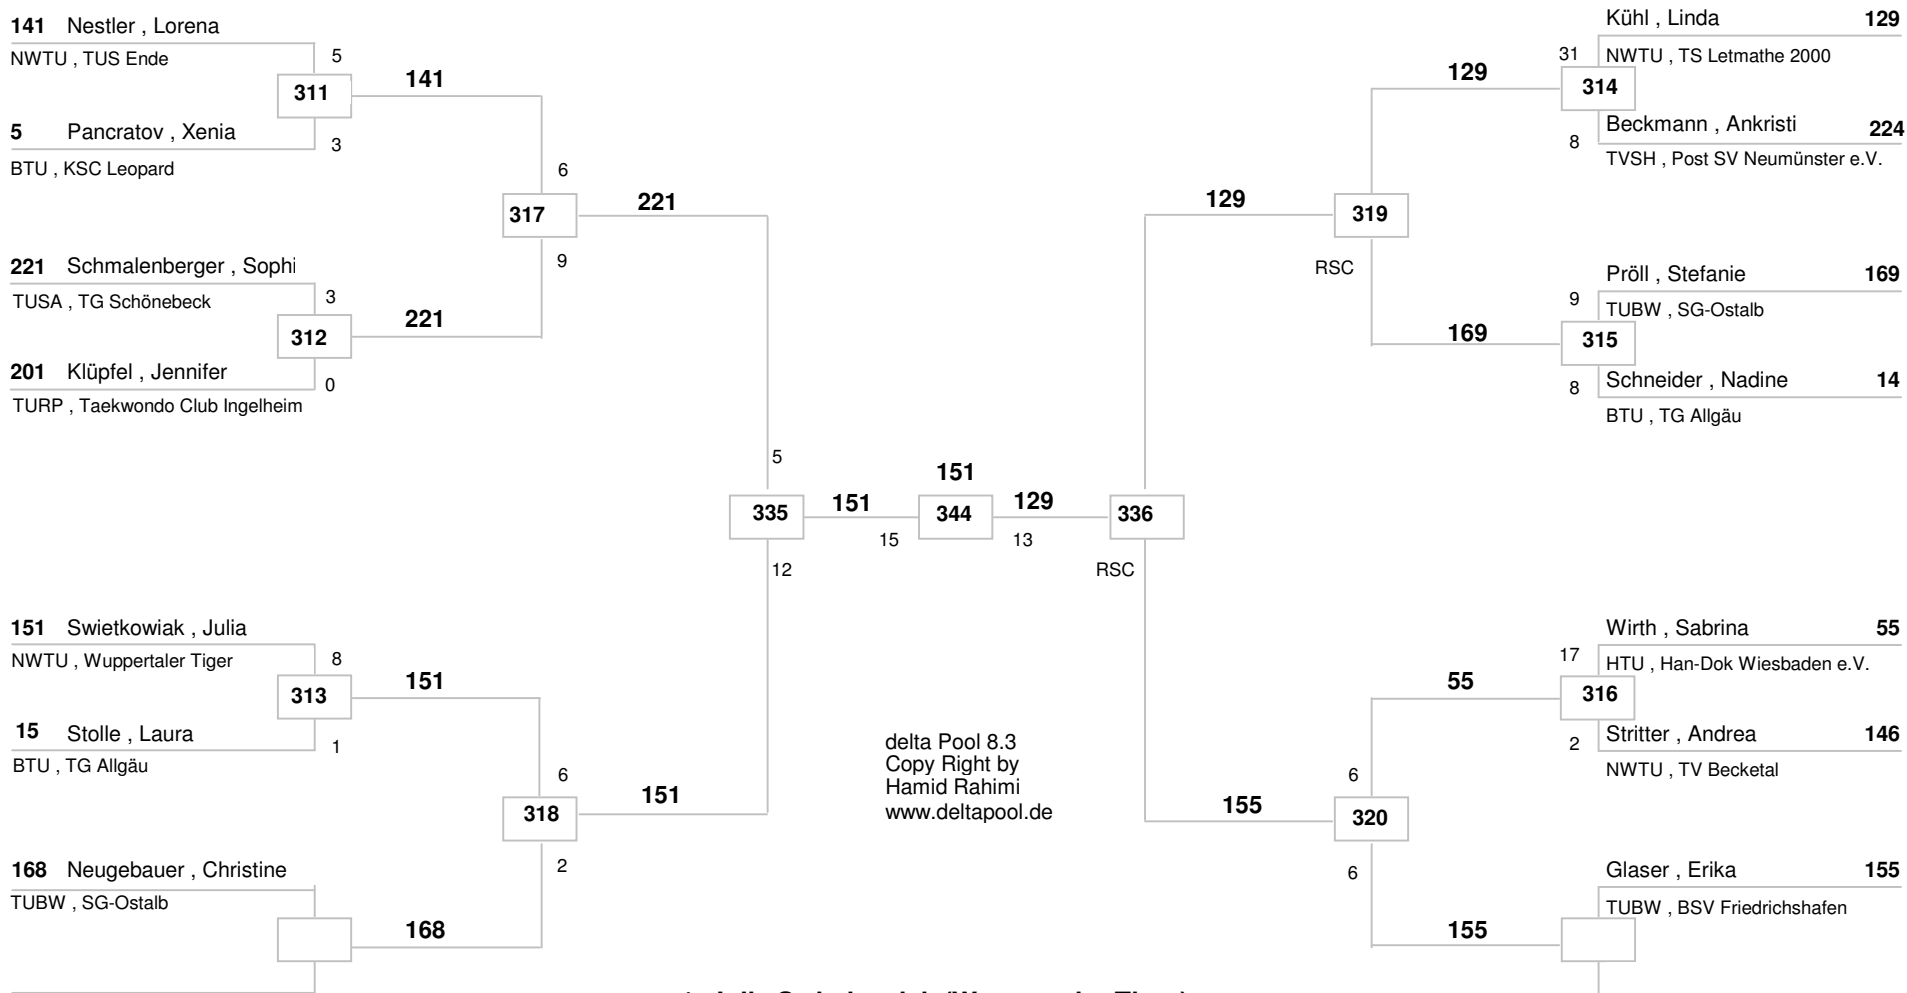 141 Nestler , Lorena
NWTU , TUS Ende
5
311
141
5 Pancratov , Xenia
3
BTU , KSC Leopard
6
317
221
9
221 Schmalenberger , Sophi
TUSA , TG Schönebeck
3
312
221
201 Klüpfel , Jennifer
0
TURP , Taekwondo Club Ingelheim
5
335
151
15
12
151
344
129
13
336
RSC
151 Swietkowiak , Julia
NWTU , Wuppertaler Tiger
8
313
151
15 Stolle , Laura
1
BTU , TG Allgäu
6
318
151
2
168 Neugebauer , Christine
TUBW , SG-Ostalb
168
delta Pool 8.3
Copy Right by
Hamid Rahimi
www.deltapool.de
Kühl , Linda 129
31
NWTU , TS Letmathe 2000
129
314
Beckmann , Ankristi 224
8
TVSH , Post SV Neumünster e.V.
129
319
RSC
Pröll , Stefanie 169
9
TUBW , SG-Ostalb
169
315
Schneider , Nadine 14
8
BTU , TG Allgäu
Wirth , Sabrina 55
17
HTU , Han-Dok Wiesbaden e.V.
55
316
Stritter , Andrea 146
2
NWTU , TV Becketal
6
155
320
6
Glaser , Erika 155
TUBW , BSV Friedrichshafen
155